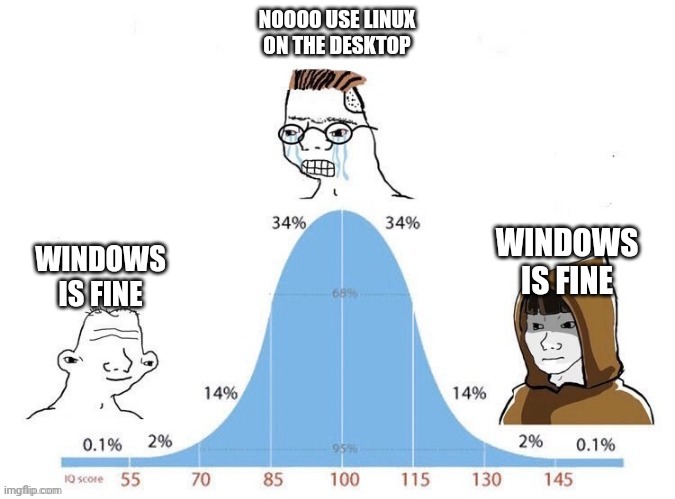 NOOOO USE LINUX
ON THE DESKTOP
WINDOWS
IS FINE
WINDOWS
IS FINE
34% 34%
68%
14% 14%
0.1% 2% 95% 2% 0.1%
IQ score 55 70 85 100 115 130 145
imgflip.com